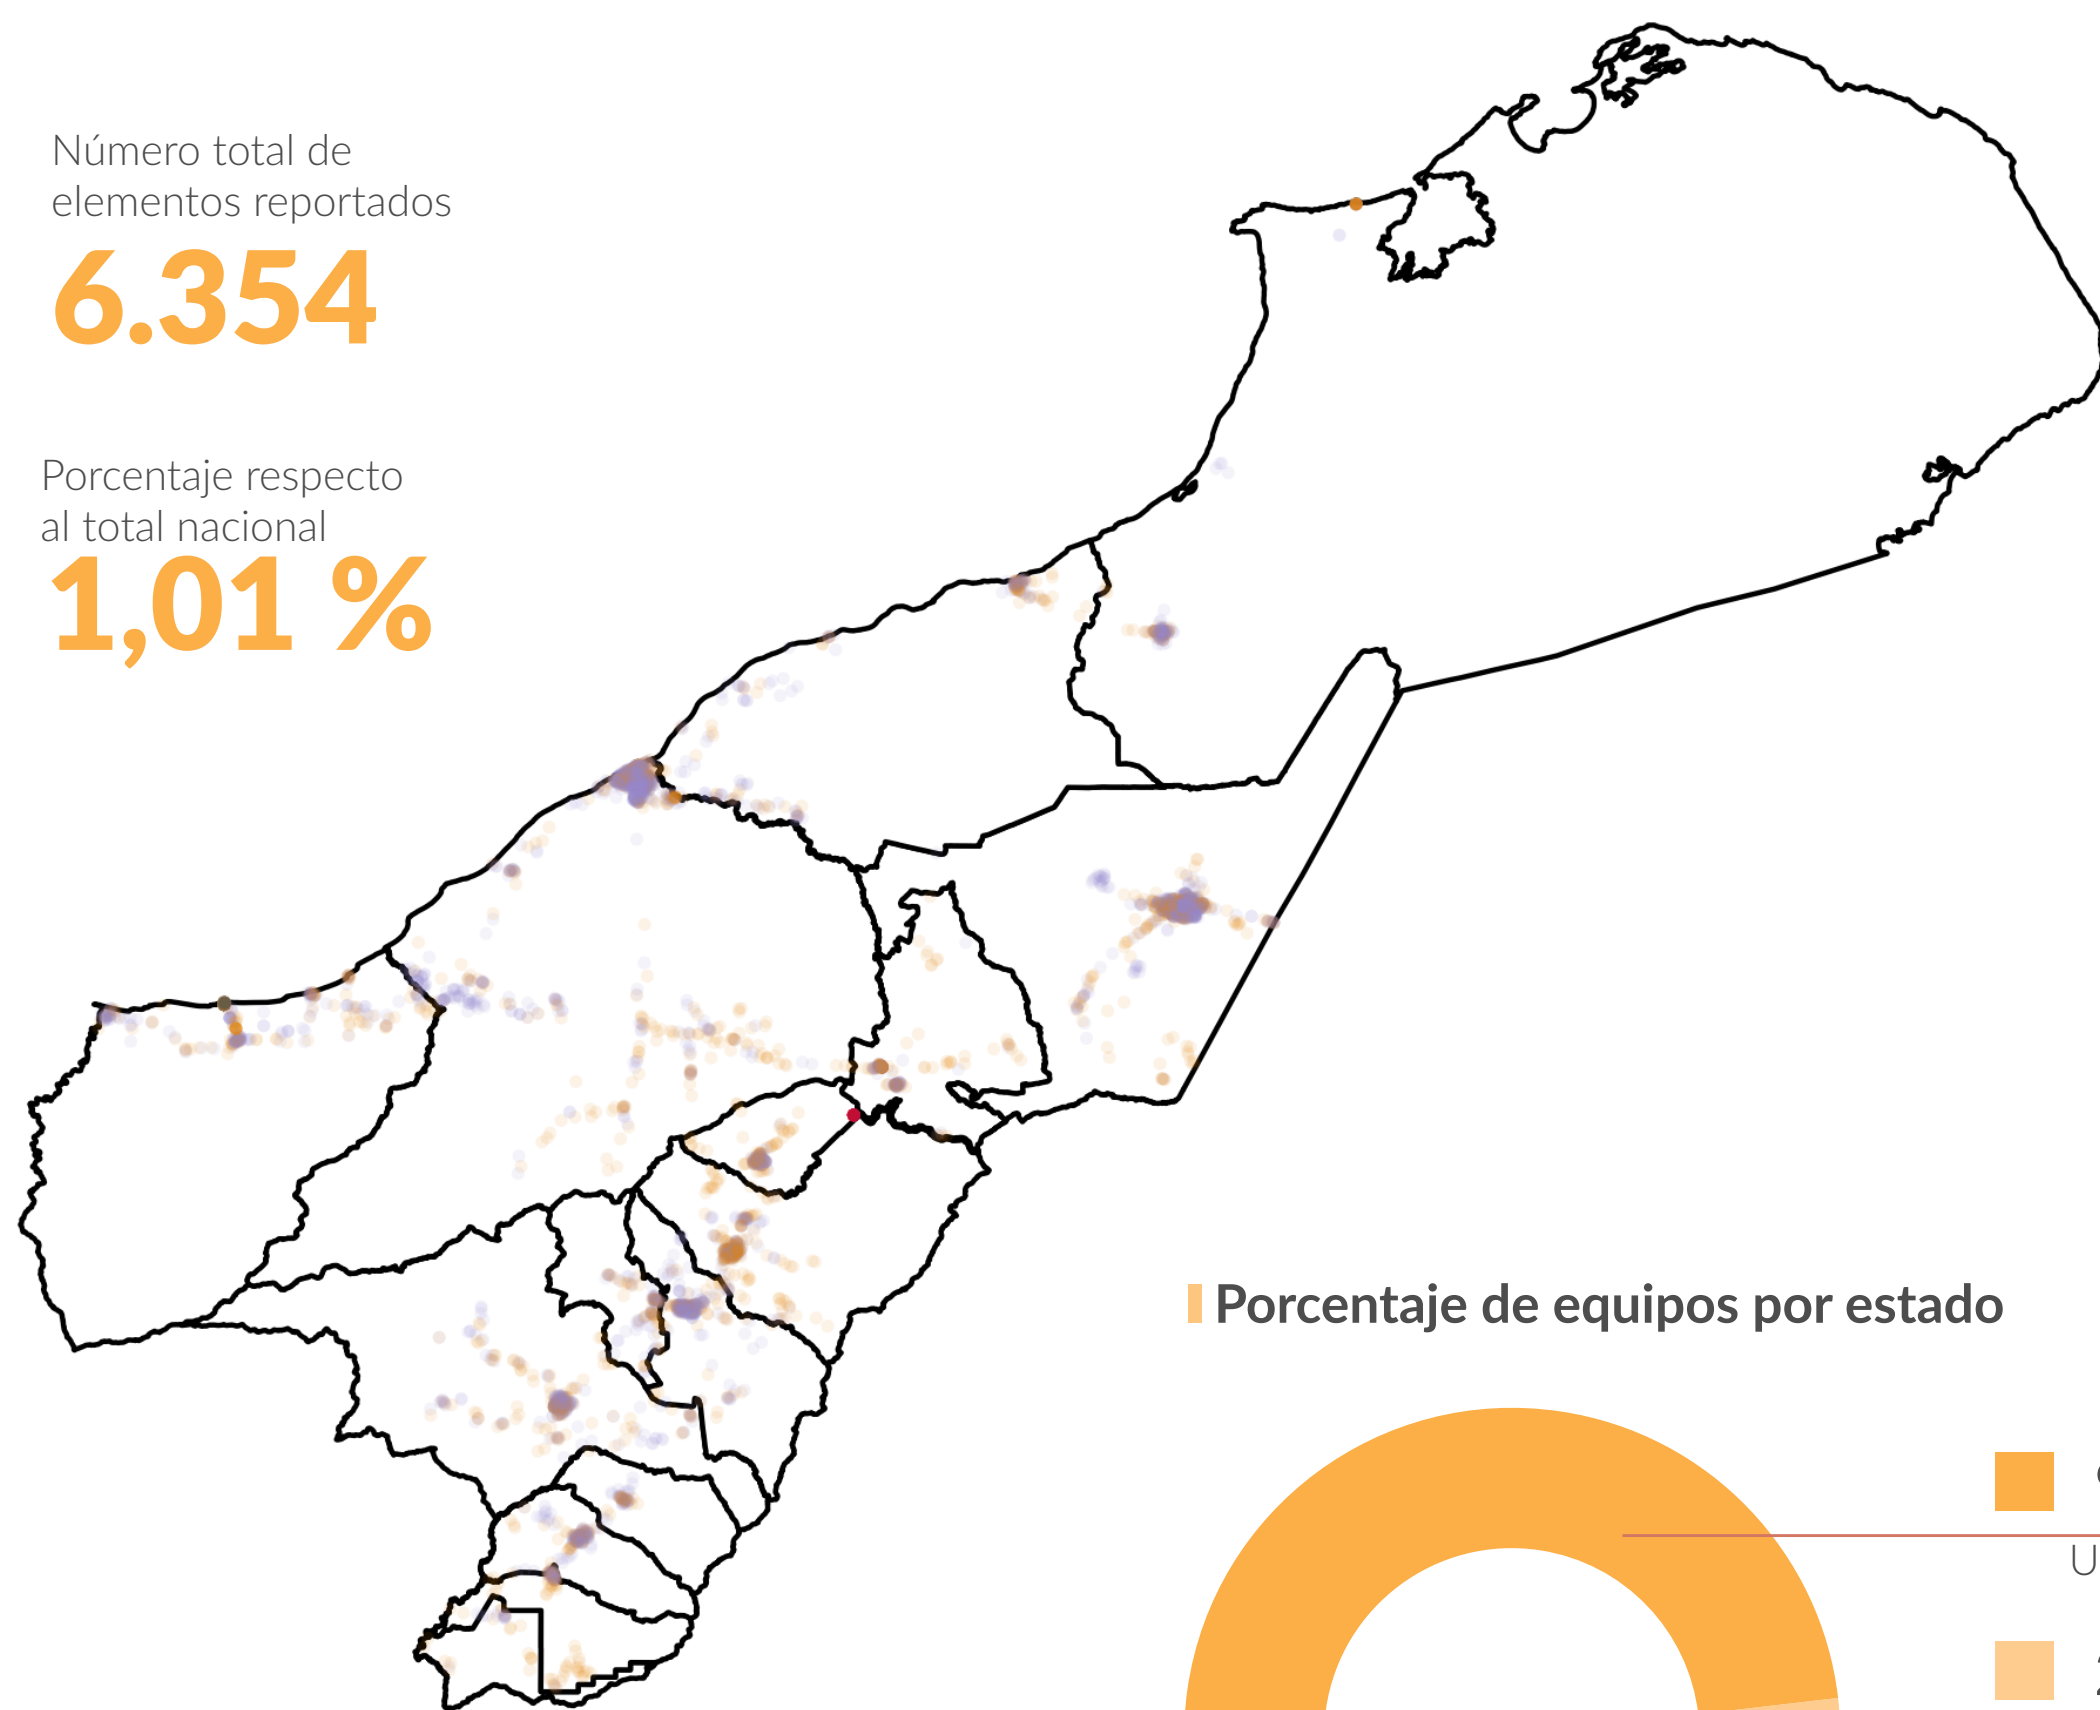 Número total de
elementos reportados
6.354
Porcentaje respecto
al total nacional
1,01 %
Porcentaje de equipos por estado